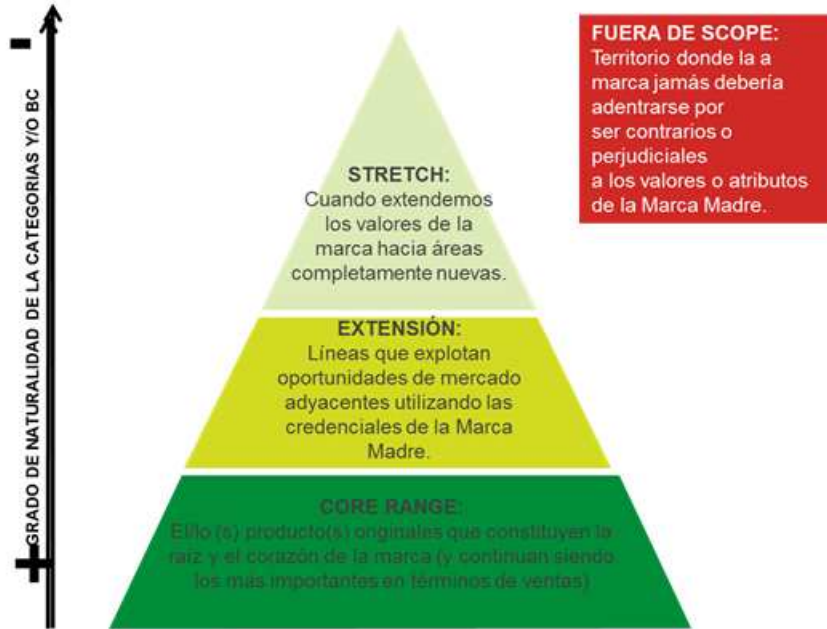 -
GRADO DE NATURALIDAD DE LA CATEGORIAS Y/O BC
+
FUERA DE SCOPE:
Territorio donde la a
marca jamás debería
adentrarse por
ser contrarios o
perjudiciales
a los valores o atributos
de la Marca Madre.
STRETCH:
Cuando extendemos
los valores de la
marca hacia áreas
completamente nuevas.
EXTENSIÓN:
Líneas que explotan
oportunidades de mercado
adyacentes utilizando las
credenciales de la Marca
Madre.
CORE RANGE:
El/lo (s) producto(s) originales que constituyen la
raíz y el corazón de la marca (y continuan siendo
los más importantes en términos de ventas)